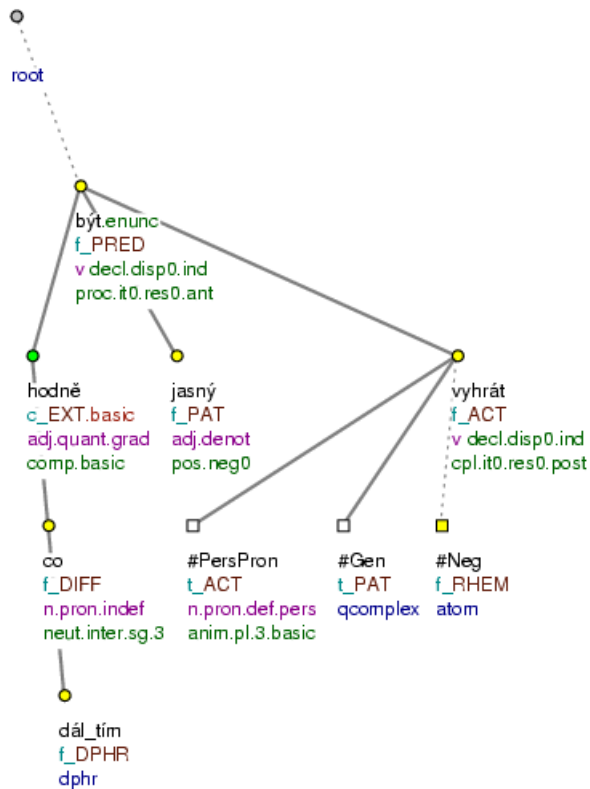 root
být.enunc
f_PRED
v decl.disp0.ind
proc.it0.res0.ant
hodně
c_EXT.basic
adj.quant.grad
comp.basic
jasný
f_PAT
adj.denot
pos.neg0
vyhrát
f_ACT
v decl.disp0.ind
cpl.it0.res0.post
co
f_DIFF
n.pron.indef
neut.inter.sg.3
#PersPron
t_ACT
n.pron.def.pers
anim.pl.3.basic
#Gen
t_PAT
qcomplex
#Neg
f_RHEM
atom
dál_tím
f_DPHR
dphr